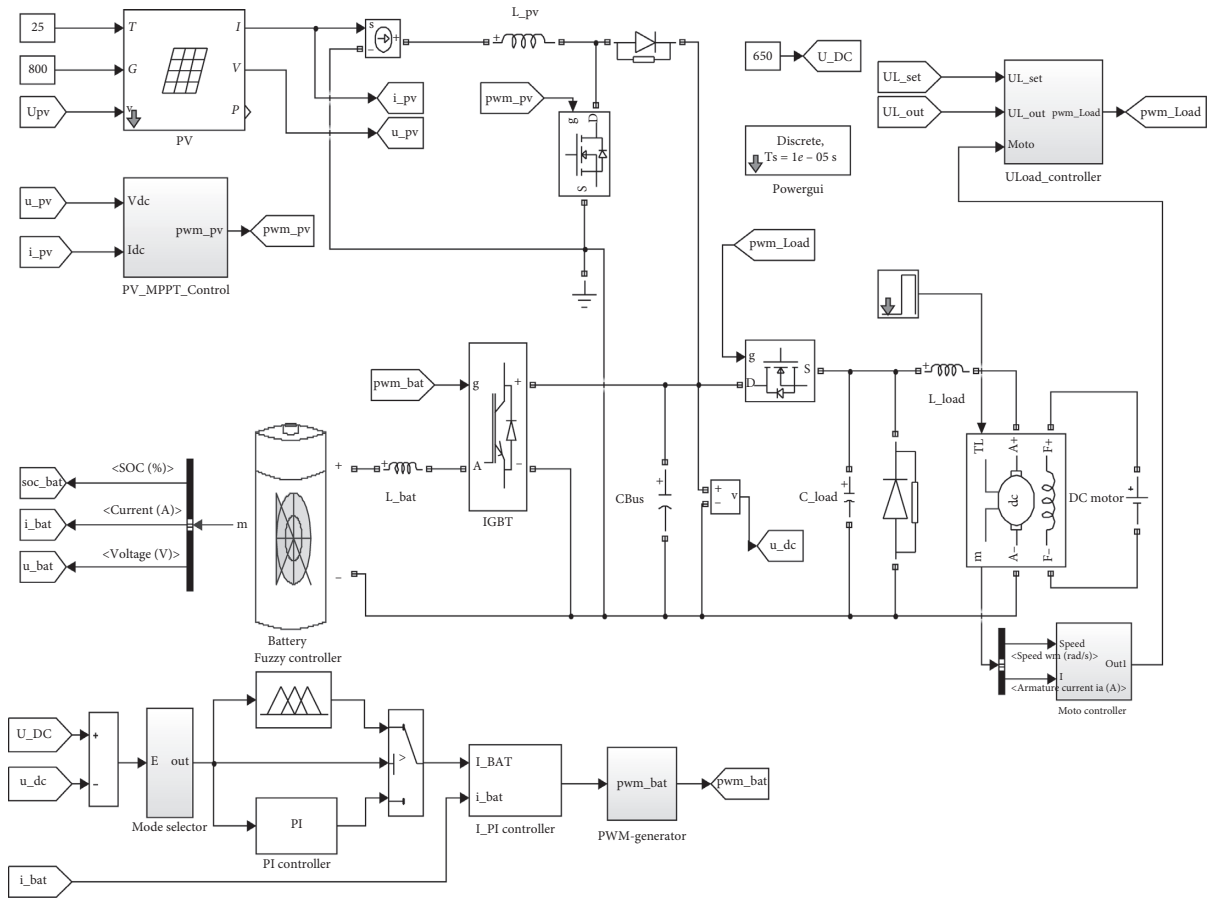 25
T
I
800
G
V
Upv
v
P
PV
s
−
+
+
L_pv
i_pv
u_pv
pwm_pv
g
D
S
650
U_DC
Discrete,
Ts = 1e − 05 s
Powergui
UL_set
UL_out
UL_set
UL_out
pwm_Load
Moto
pwm_Load
ULoad_controller
u_pv
i_pv
Vdc
Idc
pwm_pv
pwm_pv
PV_MPPT_Control
pwm_Load
g
D
S
+
L_load
pwm_bat
g
+
A
−
IGBT
soc_bat
i_bat
u_bat
<SOC (%)>
<Current (A)>
<Voltage (V)>
m
+
−
+
L_bat
Battery
+
CBus
+
−
v
u_dc
+
C_load
TL
A+
F+
dc
m
A−
F−
DC motor
+
Speed
<Speed wm (rad/s)>
I
<Armature current ia (A)>
Out1
Moto controller
Fuzzy controller
U_DC
u_dc
+
−
E
out
Mode selector
PI
PI controller
>
I_BAT
i_bat
I_PI controller
pwm_bat
PWM-generator
pwm_bat
i_bat